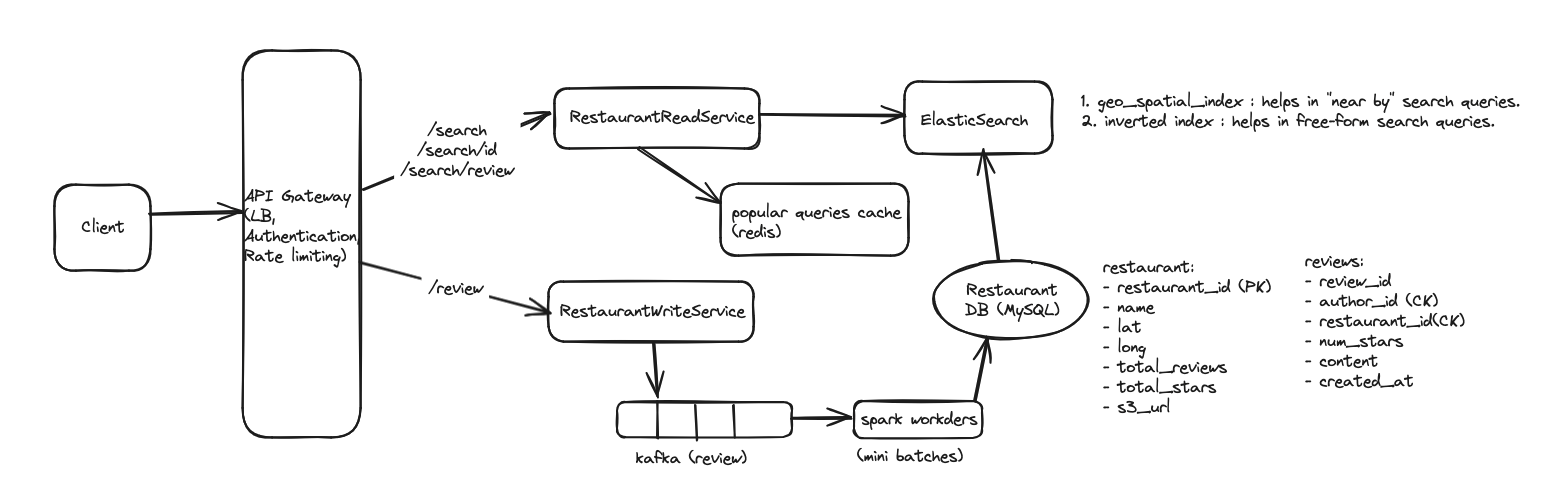 Client
API Gateway
(LB,
Authentication,
Rate limiting)
/search
/search/id
/search/review
/review
RestaurantReadService
popular queries cache
(redis)
ElasticSearch
1. geo_spatial_index : helps in "near by" search queries.
2. inverted index : helps in free-form search queries.
RestaurantWriteService
kafka (review)
spark workders
(mini batches)
Restaurant
DB (MySQL)
restaurant:
- restaurant_id (PK)
- name
- lat
- long
- total_reviews
- total_stars
- s3_url
reviews:
- review_id
- author_id (CK)
- restaurant_id(CK)
- num_stars
- content
- created_at